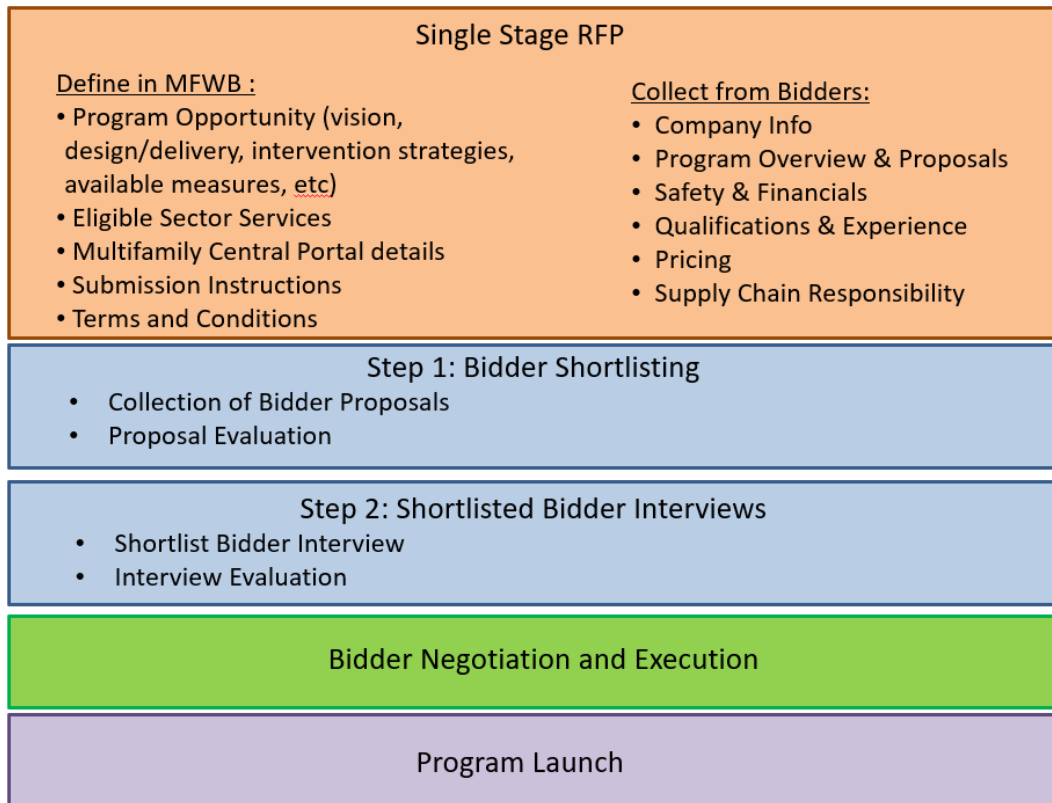 Single Stage RFP
Define in MFWB :
• Program Opportunity (vision,
design/delivery, intervention strategies,
available measures, etc)
• Eligible Sector Services
• Multifamily Central Portal details
• Submission Instructions
• Terms and Conditions
Collect from Bidders:
• Company Info
• Program Overview & Proposals
• Safety & Financials
• Qualifications & Experience
• Pricing
• Supply Chain Responsibility
Step 1: Bidder Shortlisting
• Collection of Bidder Proposals
• Proposal Evaluation
Step 2: Shortlisted Bidder Interviews
• Shortlist Bidder Interview
• Interview Evaluation
Bidder Negotiation and Execution
Program Launch